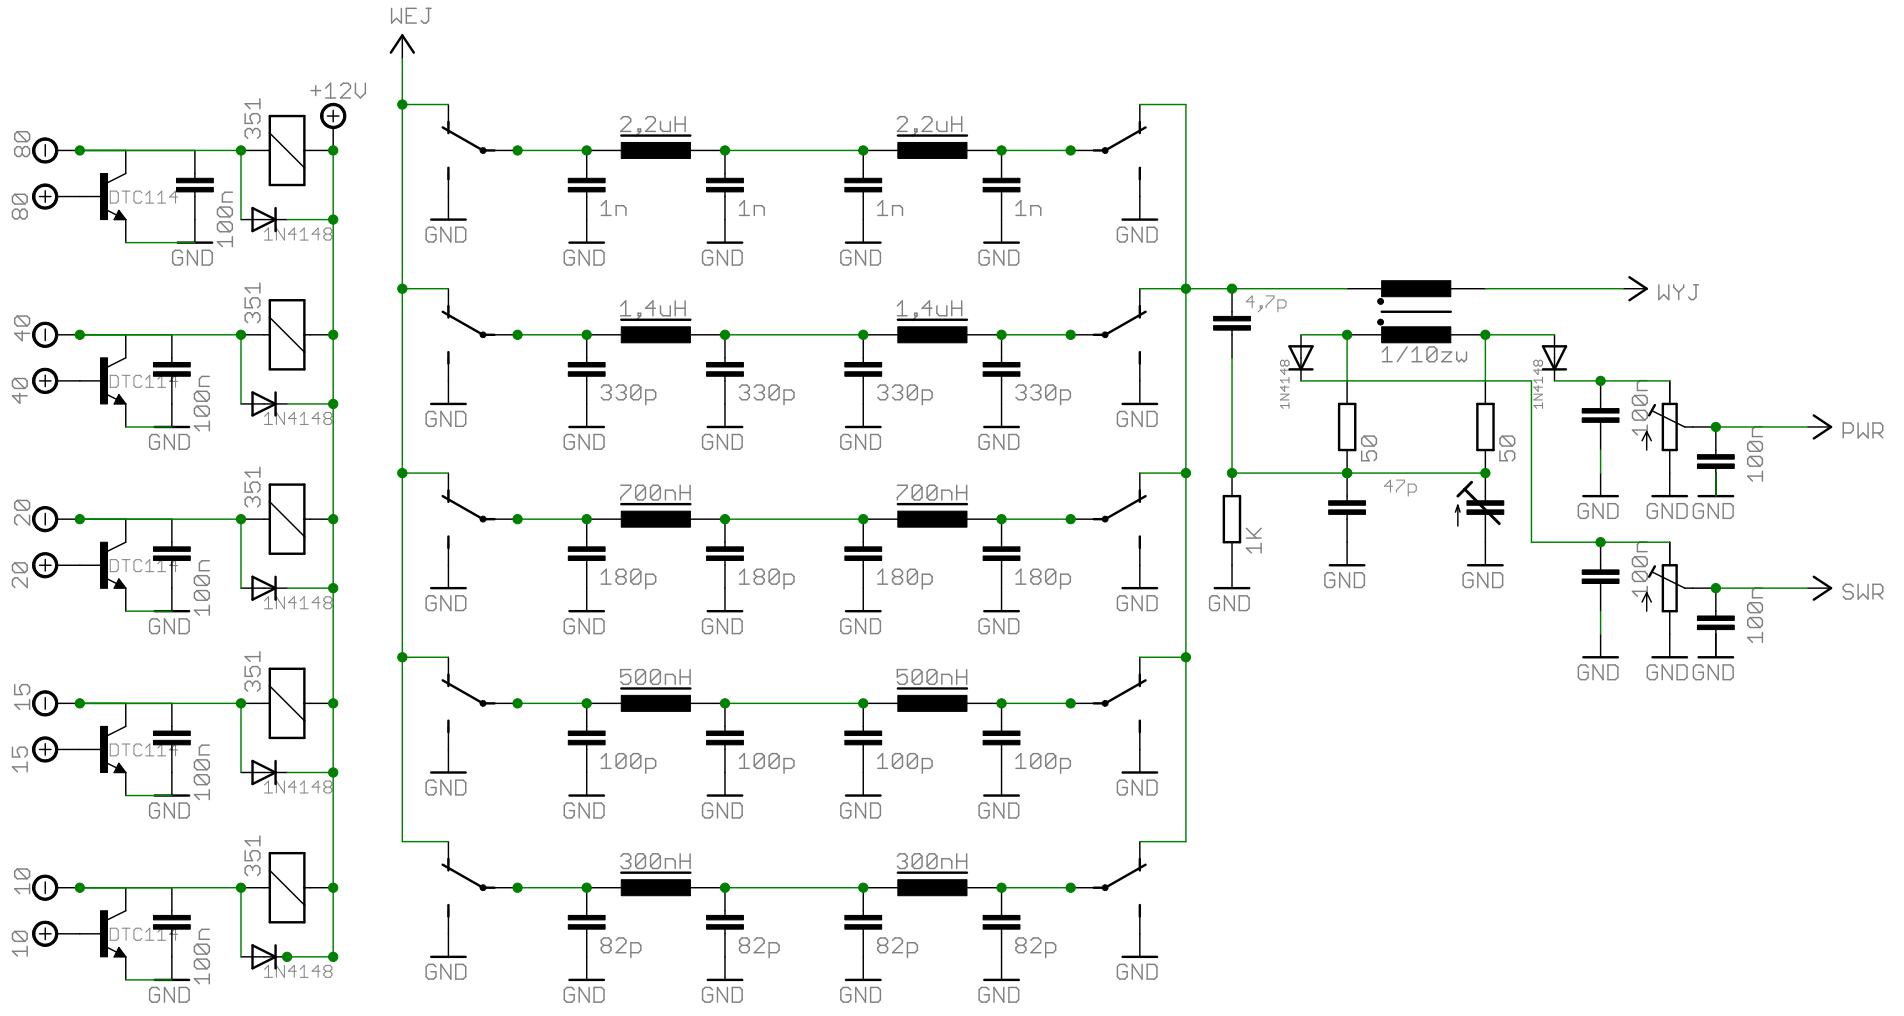 WEJ
+12V
80
80
DTC114
100n
351
1N4148
GND
40
40
DTC114
100n
351
1N4148
GND
20
20
DTC114
100n
351
1N4148
GND
15
15
DTC114
100n
351
1N4148
GND
10
10
DTC114
100n
351
1N4148
GND
2,2uH 2,2uH
1n 1n 1n 1n
GND GND
GND GND GND GND
1,4uH 1,4uH
330p 330p 330p 330p
GND GND
GND GND GND GND
700nH 700nH
180p 180p 180p 180p
GND GND
GND GND GND GND
500nH 500nH
100p 100p 100p 100p
GND GND
GND GND GND GND
300nH 300nH
82p 82p 82p 82p
GND GND
GND GND GND GND
4,7p
WYJ
1/10zw
1N4148
1N4148
50
50
47p
1K
GND
GND
GND
100n
100n
PWR
GND GND GND
100n
100n
SWR
GND GND GND